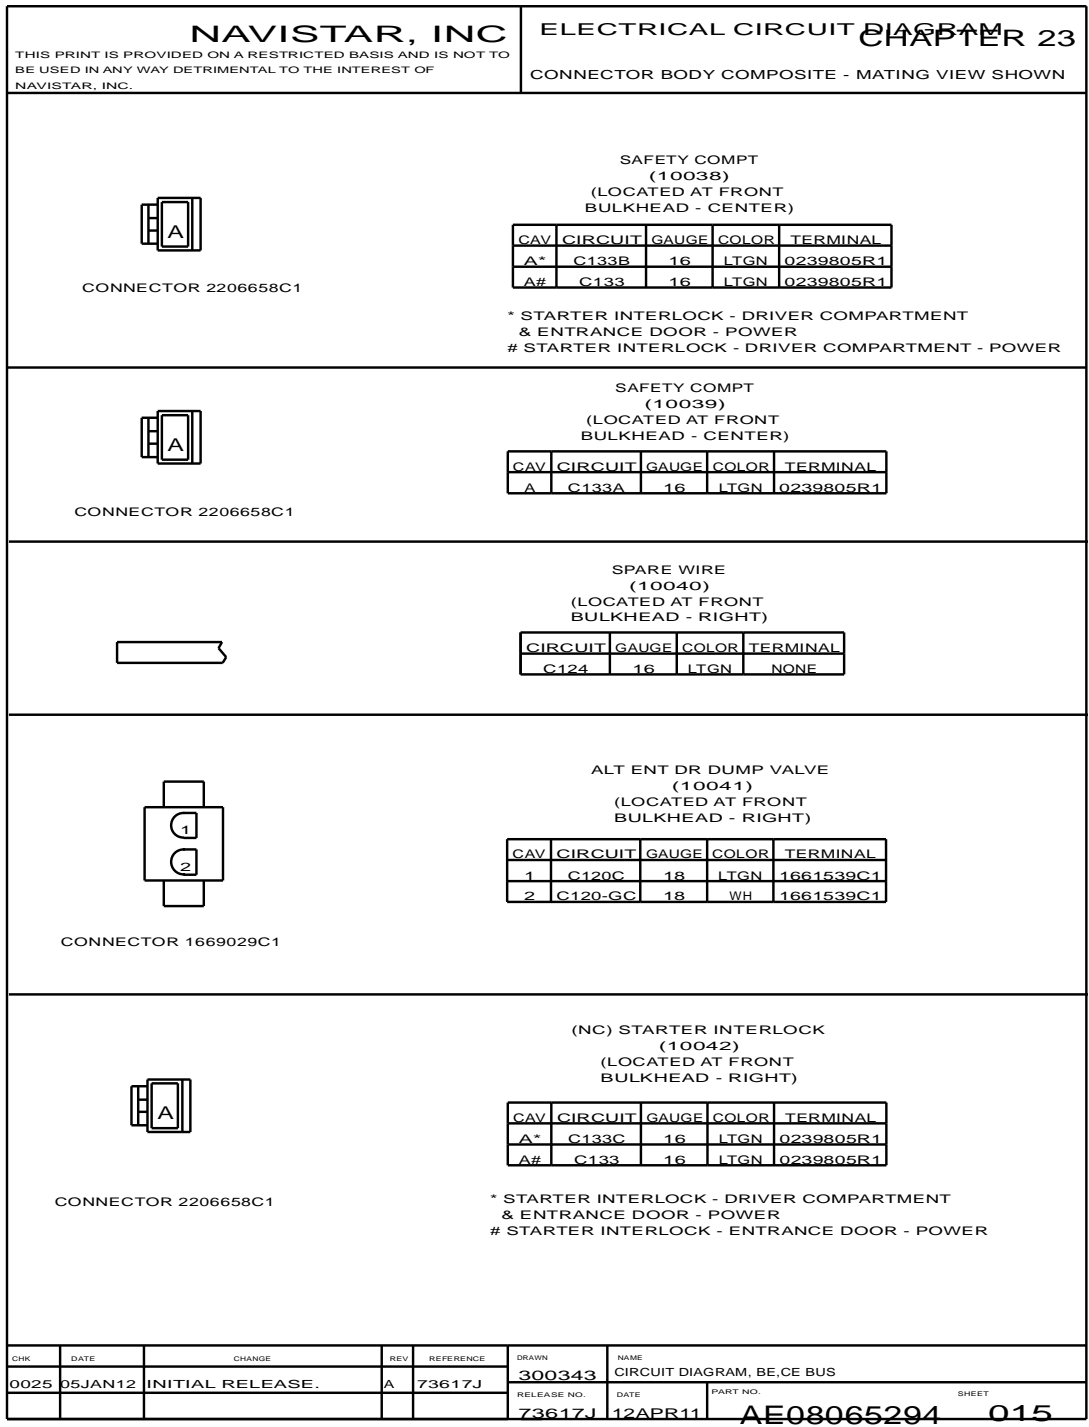 NAVISTAR, INC
THIS PRINT IS PROVIDED ON A RESTRICTED BASIS AND IS NOT TO
BE USED IN ANY WAY DETRIMENTAL TO THE INTEREST OF
NAVISTAR, INC.
ELECTRICAL CIRCUIT DIAGRAM
CHAPTER 23
CONNECTOR BODY COMPOSITE - MATING VIEW SHOWN
A
CONNECTOR 2206658C1
SAFETY COMPT
(10038)
(LOCATED AT FRONT
BULKHEAD - CENTER)
CAV CIRCUIT GAUGE COLOR TERMINAL
A* C133B 16 LTGN 0239805R1
A# C133 16 LTGN 0239805R1
* STARTER INTERLOCK - DRIVER COMPARTMENT
& ENTRANCE DOOR - POWER
# STARTER INTERLOCK - DRIVER COMPARTMENT - POWER
A
CONNECTOR 2206658C1
SAFETY COMPT
(10039)
(LOCATED AT FRONT
BULKHEAD - CENTER)
CAV CIRCUIT GAUGE COLOR TERMINAL
A C133A 16 LTGN 0239805R1
SPARE WIRE
(10040)
(LOCATED AT FRONT
BULKHEAD - RIGHT)
CIRCUIT GAUGE COLOR TERMINAL
C124 16 LTGN NONE
1
2
CONNECTOR 1669029C1
ALT ENT DR DUMP VALVE
(10041)
(LOCATED AT FRONT
BULKHEAD - RIGHT)
CAV CIRCUIT GAUGE COLOR TERMINAL
1 C120C 18 LTGN 1661539C1
2 C120-GC 18 WH 1661539C1
A
CONNECTOR 2206658C1
(NC) STARTER INTERLOCK
(10042)
(LOCATED AT FRONT
BULKHEAD - RIGHT)
CAV CIRCUIT GAUGE COLOR TERMINAL
A* C133C 16 LTGN 0239805R1
A# C133 16 LTGN 0239805R1
* STARTER INTERLOCK - DRIVER COMPARTMENT
& ENTRANCE DOOR - POWER
# STARTER INTERLOCK - ENTRANCE DOOR - POWER
CHK DATE CHANGE REV REFERENCE
0025 05JAN12 INITIAL RELEASE. A 73617J
DRAWN
300343
NAME
CIRCUIT DIAGRAM, BE,CE BUS
RELEASE NO.
73617J
DATE
12APR11
PART NO.
AE08065294
SHEET
015